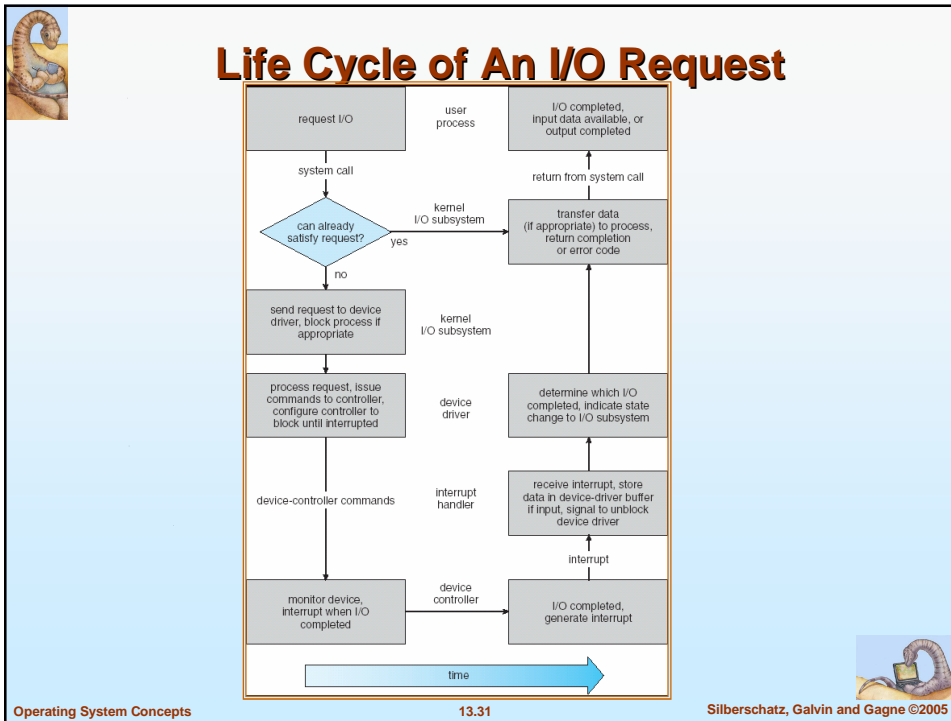 Life Cycle of An I/O Request
request I/O
user
process
I/O completed,
input data available, or
output completed
system call
return from system call
kernel
I/O subsystem
can already
satisfy request?
yes
transfer data
(if appropriate) to process,
return completion
or error code
no
send request to device
driver, block process if
appropriate
kernel
I/O subsystem
process request, issue
commands to controller,
configure controller to
block until interrupted
device
driver
determine which I/O
completed, indicate state
change to I/O subsystem
device-controller commands
interrupt
handler
receive interrupt, store
data in device-driver buffer
if input, signal to unblock
device driver
interrupt
monitor device,
interrupt when I/O
completed
device
controller
I/O completed,
generate interrupt
time
Operating System Concepts
13.31
Silberschatz, Galvin and Gagne ©2005